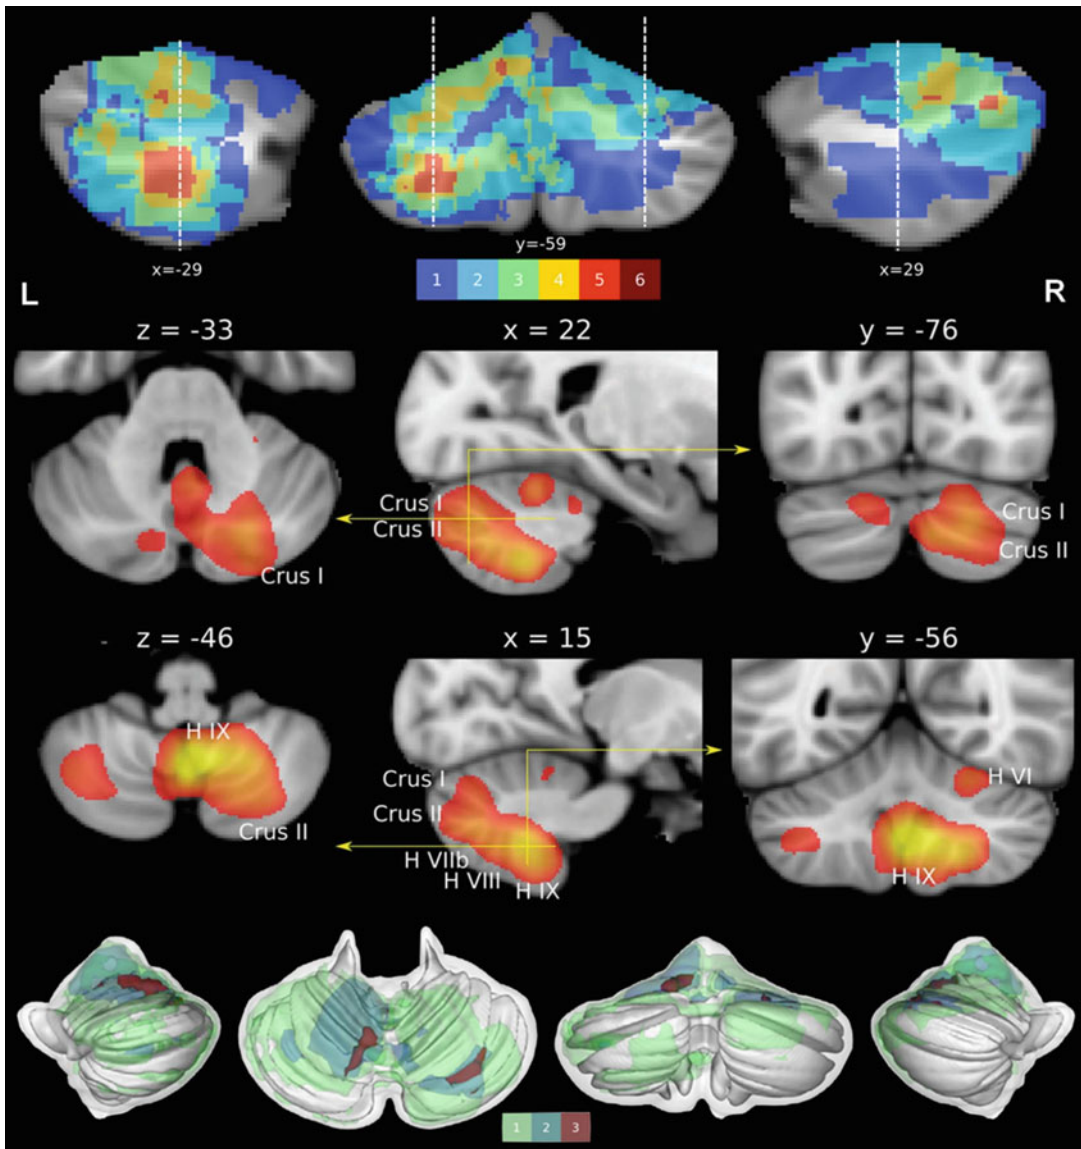 x=-29
y=-59
x=29
1 2 3 4 5 6
L
R
z = -33
x = 22
y = -76
Crus I
Crus II
Crus I
Crus I
Crus II
z = -46
x = 15
y = -56
H IX
Crus II
Crus I
Crus II
H VIIb
H VIII
H IX
H VI
H IX
1 2 3